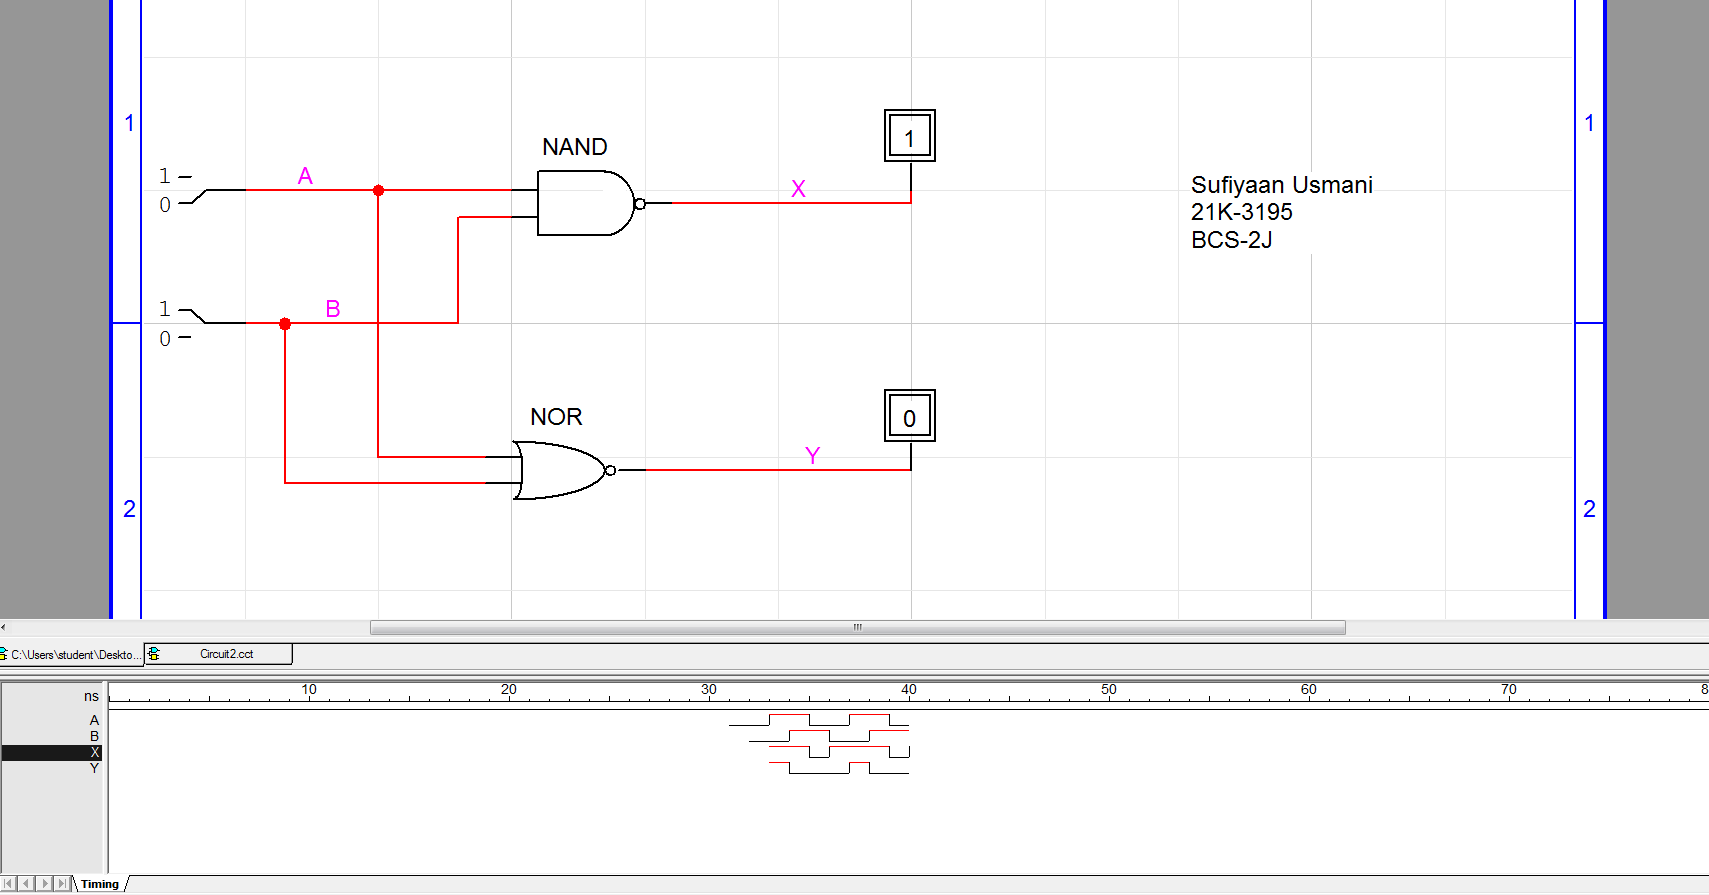 NAND
1
1
1
1
A
0
X
Sufiyaan Usmani
21K-3195
BCS-2J
1
B
0
NOR
0
Y
2
2
C:\Users\student\Deskto...
Circuit2.cct
ns
10
20
30
40
50
60
70
8
A
B
X
Y
Timing